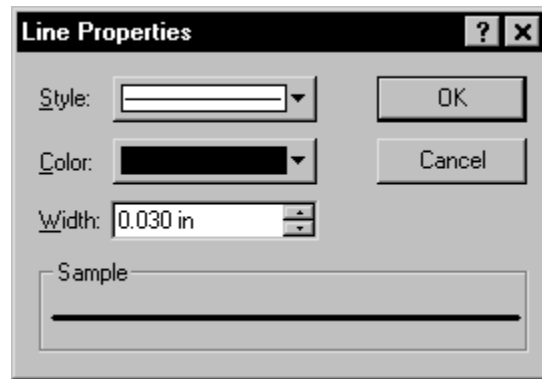 Line Properties ? ×
Style: OK
Color: Cancel
Width: 0.030 in
Sample